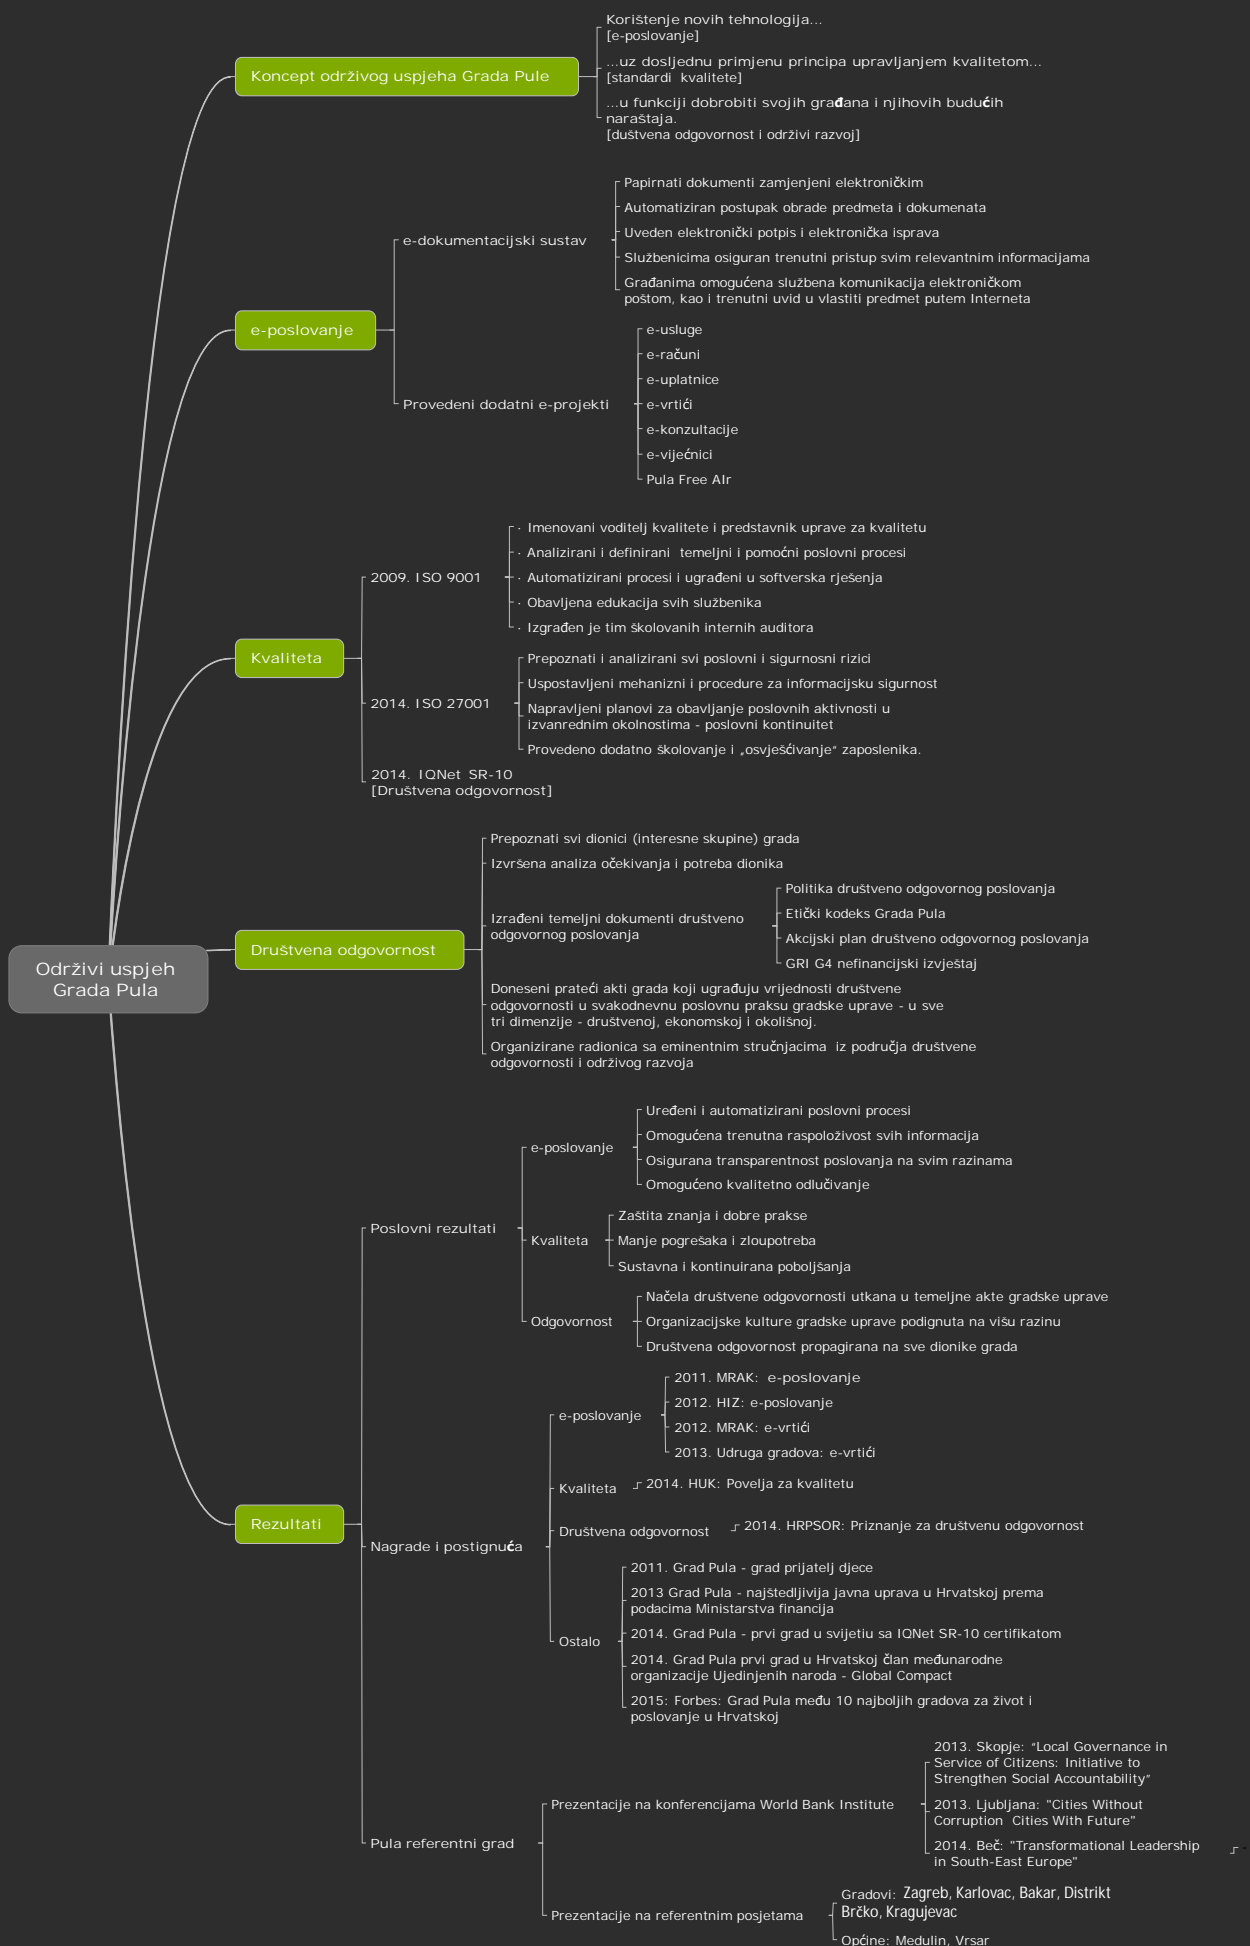 Održivi uspjeh
Grada Pula
Koncept održivog uspjeha Grada Pule
Korištenje novih tehnologija...
[e-poslovanje]
...uz dosljednu primjenu principa upravljanjem kvalitetom...
[standardi kvalitete]
...u funkciji dobrobiti svojih građana i njihovih budućih
naraštaja.
[duštvena odgovornost i održivi razvoj]
e-poslovanje
e-dokumentacijski sustav
Papirnati dokumenti zamjenjeni elektroničkim
Automatiziran postupak obrade predmeta i dokumenata
Uveden elektronički potpis i elektronička isprava
Službenicima osiguran trenutni pristup svim relevantnim informacijama
Građanima omogućena službena komunikacija elektroničkom
poštom, kao i trenutni uvid u vlastiti predmet putem Interneta
Provedeni dodatni e-projekti
e-usluge
e-računi
e-uplatnice
e-vrtići
e-konzultacije
e-vijećnici
Pula Free AIr
Kvaliteta
2009. ISO 9001
· Imenovani voditelj kvalitete i predstavnik uprave za kvalitetu
· Analizirani i definirani temeljni i pomoćni poslovni procesi
· Automatizirani procesi i ugrađeni u softverska rješenja
· Obavljena edukacija svih službenika
· Izgrađen je tim školovanih internih auditora
2014. ISO 27001
Prepoznati i analizirani svi poslovni i sigurnosni rizici
Uspostavljeni mehanizni i procedure za informacijsku sigurnost
Napravljeni planovi za obavljanje poslovnih aktivnosti u
izvanrednim okolnostima - poslovni kontinuitet
Provedeno dodatno školovanje i „osvješćivanje“ zaposlenika.
2014. IQNet SR-10
[Društvena odgovornost]
Društvena odgovornost
Prepoznati svi dionici (interesne skupine) grada
Izvršena analiza očekivanja i potreba dionika
Izrađeni temeljni dokumenti društveno
odgovornog poslovanja
Politika društveno odgovornog poslovanja
Etički kodeks Grada Pula
Akcijski plan društveno odgovornog poslovanja
GRI G4 nefinancijski izvještaj
Doneseni prateći akti grada koji ugrađuju vrijednosti društvene
odgovornosti u svakodnevnu poslovnu praksu gradske uprave - u sve
tri dimenzije - društvenoj, ekonomskoj i okolišnoj.
Organizirane radionica sa eminentnim stručnjacima iz područja društvene
odgovornosti i održivog razvoja
Rezultati
Poslovni rezultati
e-poslovanje
Uređeni i automatizirani poslovni procesi
Omogućena trenutna raspoloživost svih informacija
Osigurana transparentnost poslovanja na svim razinama
Omogućeno kvalitetno odlučivanje
Kvaliteta
Zaštita znanja i dobre prakse
Manje pogrešaka i zloupotreba
Sustavna i kontinuirana poboljšanja
Odgovornost
Načela društvene odgovornosti utkana u temeljne akte gradske uprave
Organizacijske kulture gradske uprave podignuta na višu razinu
Društvena odgovornost propagirana na sve dionike grada
Nagrade i postignuća
e-poslovanje
2011. MRAK: e-poslovanje
2012. HIZ: e-poslovanje
2012. MRAK: e-vrtići
2013. Udruga gradova: e-vrtići
Kvaliteta
2014. HUK: Povelja za kvalitetu
Društvena odgovornost
2014. HRPSOR: Priznanje za društvenu odgovornost
Ostalo
2011. Grad Pula - grad prijatelj djece
2013 Grad Pula - najštedljivija javna uprava u Hrvatskoj prema
podacima Ministarstva financija
2014. Grad Pula - prvi grad u svijetiu sa IQNet SR-10 certifikatom
2014. Grad Pula prvi grad u Hrvatskoj član međunarodne
organizacije Ujedinjenih naroda - Global Compact
2015: Forbes: Grad Pula među 10 najboljih gradova za život i
poslovanje u Hrvatskoj
Pula referentni grad
Prezentacije na konferencijama World Bank Institute
2013. Skopje: “Local Governance in
Service of Citizens: Initiative to
Strengthen Social Accountability”
2013. Ljubljana: "Cities Without
Corruption Cities With Future"
2014. Beč: "Transformational Leadership
in South-East Europe"
Prezentacije na referentnim posjetama
Gradovi: Zagreb, Karlovac, Bakar, Distrikt
Brčko, Kragujevac
Općine: Medulin, Vrsar